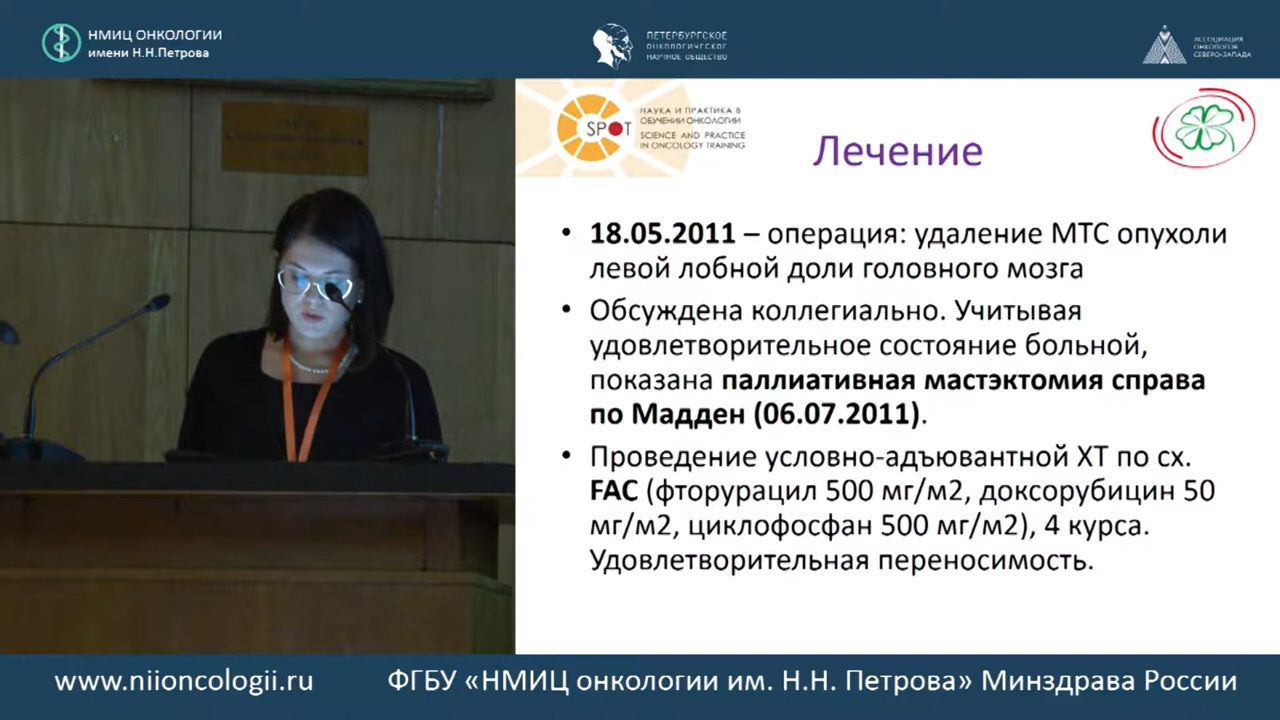 НМИЦ ОНКОЛОГИИ
имени Н.Н.Петрова
ПЕТЕРБУРГСКОЕ
ОНКОЛОГИЧЕСКОЕ
НАУЧНОЕ ОБЩЕСТВО
АССОЦИАЦИЯ
ОНКОЛОГОВ
СЕВЕРО-ЗАПАДА
SPOT
НАУКА И ПРАКТИКА В
ОБУЧЕНИИ ОНКОЛОГИИ
SCIENCE AND PRACTICE
IN ONCOLOGY TRAINING
Лечение
• 18.05.2011 – операция: удаление МТС опухоли
левой лобной доли головного мозга
• Обсуждена коллегиально. Учитывая
удовлетворительное состояние больной,
показана паллиативная мастэктомия справа
по Мадден (06.07.2011).
• Проведение условно-адъювантной ХТ по сх.
FAC (фторурацил 500 мг/м2, доксорубицин 50
мг/м2, циклофосфан 500 мг/м2), 4 курса.
Удовлетворительная переносимость.
www.niioncologii.ru
ФГБУ «НМИЦ онкологии им. Н.Н. Петрова» Минздрава России